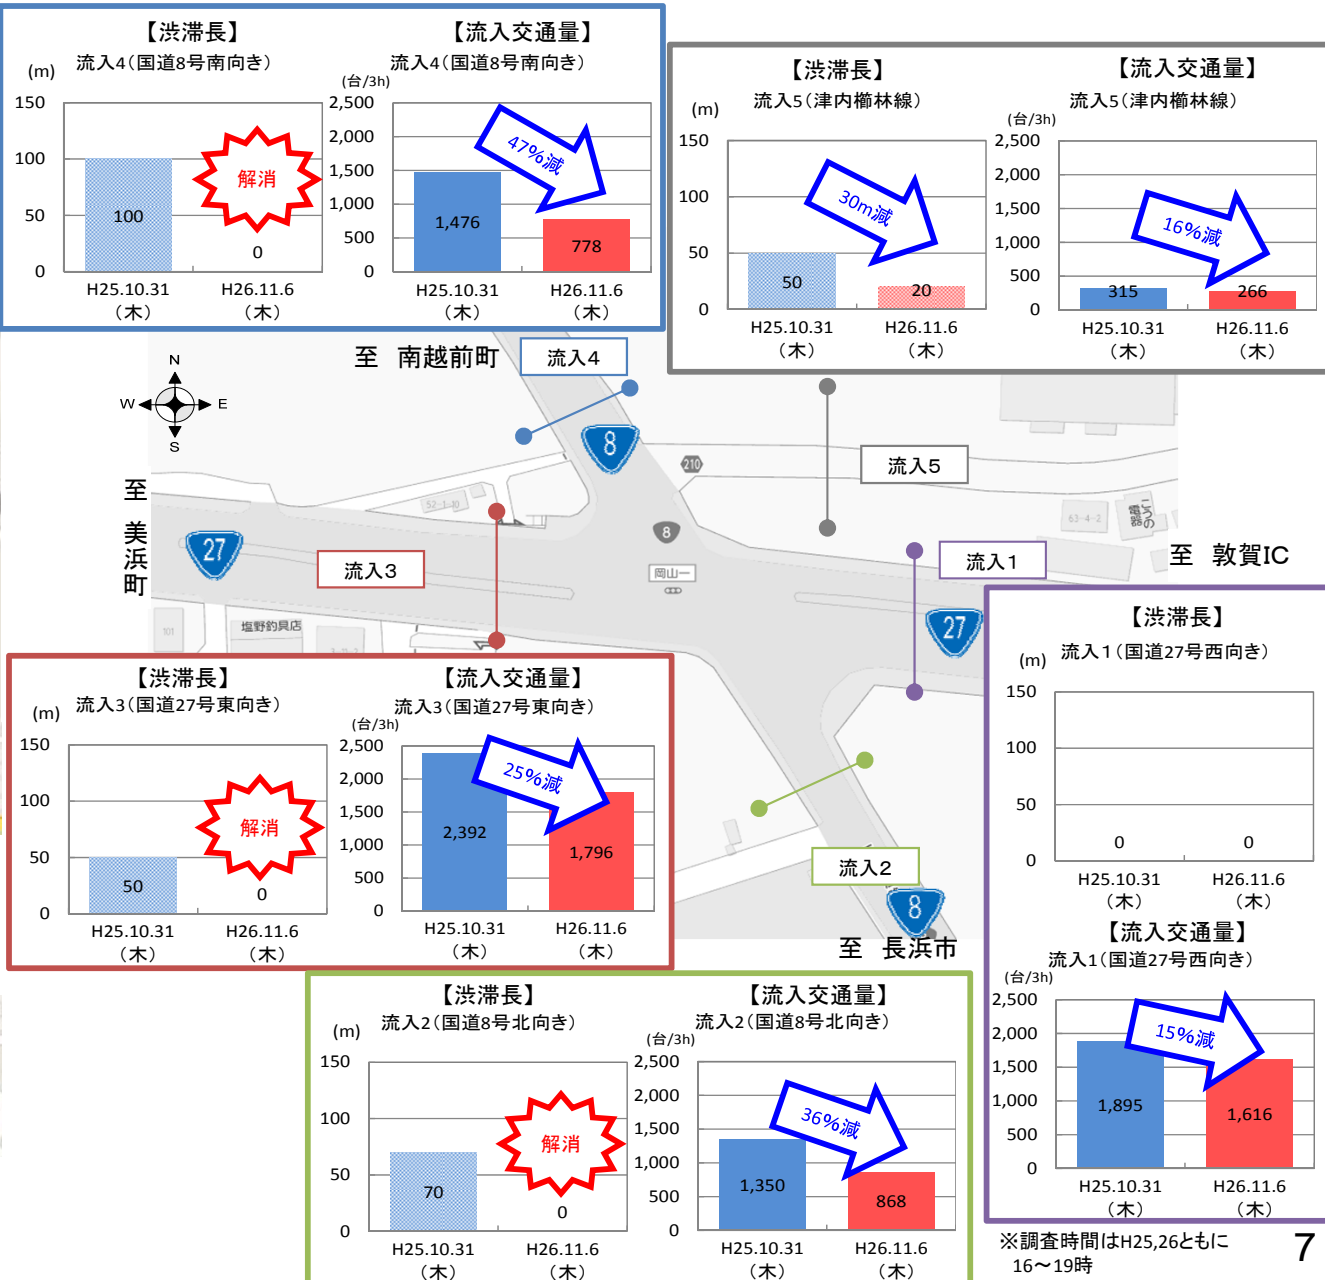 【渋滞長】
流入4(国道8号南向き)
(m)
150
100
50
0
100
解消
0
H25.10.31
(木)
H26.11.6
(木)
【流入交通量】
流入4(国道8号南向き)
(台/3h)
2,500
2,000
1,500
1,000
500
0
47%減
1,476
778
H25.10.31
(木)
H26.11.6
(木)
【渋滞長】
流入5(津内櫛林線)
(m)
150
100
50
0
30m減
50
20
H25.10.31
(木)
H26.11.6
(木)
【流入交通量】
流入5(津内櫛林線)
(台/3h)
2,500
2,000
1,500
1,000
500
0
16%減
315
266
H25.10.31
(木)
H26.11.6
(木)
至 南越前町
流入4
N
W
E
S
8
210
流入5
至 美浜町
52-1-10
63-4-2
27
8
流入3
岡山一
流入1
至 敦賀IC
27
101
塩野釣具店
流入2
8
至 長浜市
【渋滞長】
流入3(国道27号東向き)
(m)
150
100
50
0
50
解消
0
H25.10.31
(木)
H26.11.6
(木)
【流入交通量】
流入3(国道27号東向き)
(台/3h)
2,500
2,000
1,500
1,000
500
0
25%減
2,392
1,796
H25.10.31
(木)
H26.11.6
(木)
【渋滞長】
流入1(国道27号西向き)
(m)
150
100
50
0
0
0
H25.10.31
(木)
H26.11.6
(木)
【流入交通量】
流入1(国道27号西向き)
(台/3h)
2,500
2,000
1,500
1,000
500
0
15%減
1,895
1,616
H25.10.31
(木)
H26.11.6
(木)
【渋滞長】
流入2(国道8号北向き)
(m)
150
100
50
0
70
解消
0
H25.10.31
(木)
H26.11.6
(木)
【流入交通量】
流入2(国道8号北向き)
(台/3h)
2,500
2,000
1,500
1,000
500
0
36%減
1,350
868
H25.10.31
(木)
H26.11.6
(木)
※調査時間はH25,26ともに
16～19時
7